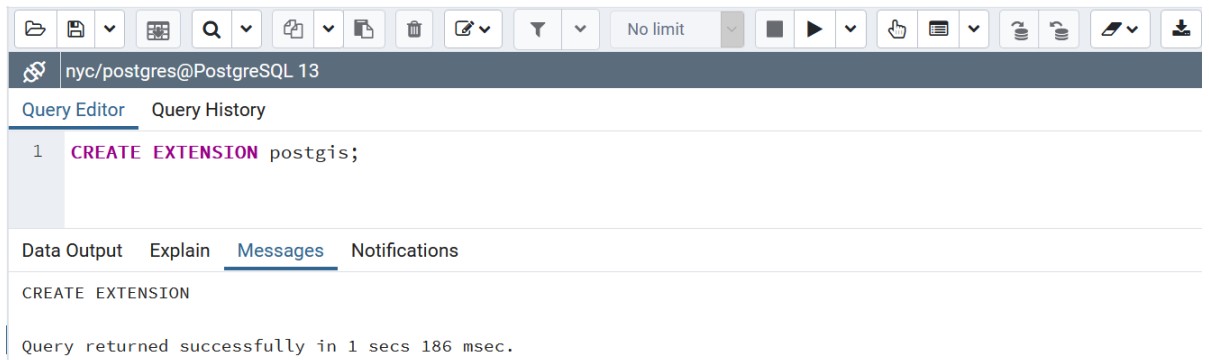 No limit
nyc/postgres@PostgreSQL 13
Query Editor Query History
1 CREATE EXTENSION postgis;
Data Output Explain Messages Notifications
CREATE EXTENSION
Query returned successfully in 1 secs 186 msec.